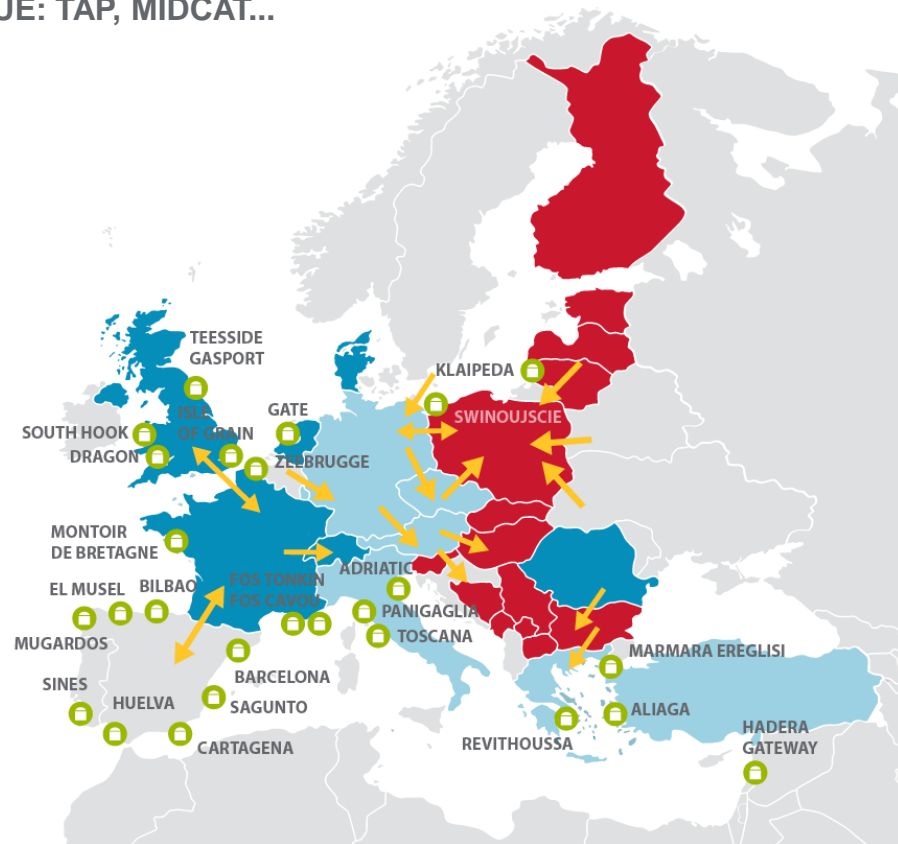 UE: TAP, MIDCAT...
TEESSIDE
GASPORT
KLAIPEDA
ISLE
OF GRAIN
GATE
SWINOUJSCIE
SOUTH HOOK
DRAGON
ZEEBRUGGE
MONTOIR
DE BRETAGNE
ADRIATIC
EL MUSEL
BILBAO
FOS TONKIN
FOS CAVOU
PANIGAGLIA
MUGARDOS
TOSCANA
MARMARA EREGLISI
BARCELONA
SINES
HUELVA
SAGUNTO
ALIAGA
CARTAGENA
REVITHOUSSA
HADERA
GATEWAY